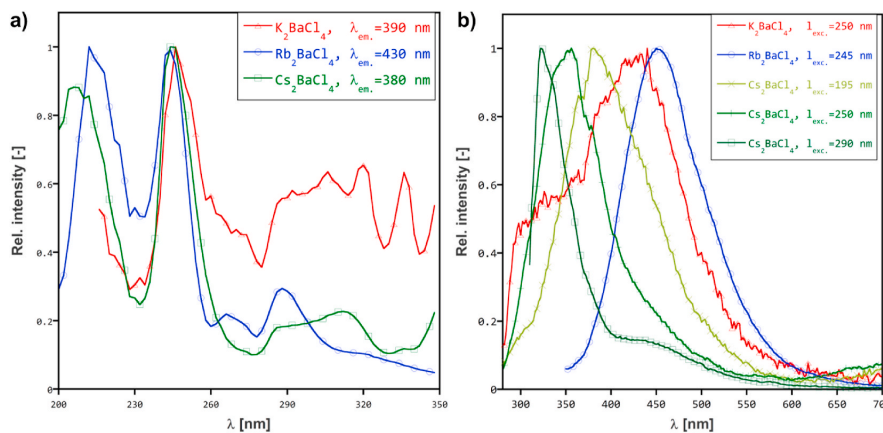 a)
K₂BaCl₄, λem.=390 nm
Rb₂BaCl₄, λem.=430 nm
Cs₂BaCl₄, λem.=380 nm
1
0.8
0.6
0.4
0.2
0
Rel. intensity [-]
200 230 260 290 320 350
λ [nm]
b)
K₂BaCl₄, lexc.=250 nm
Rb₂BaCl₄, lexc.=245 nm
Cs₂BaCl₄, lexc.=195 nm
Cs₂BaCl₄, lexc.=250 nm
Cs₂BaCl₄, lexc.=290 nm
1
0.8
0.6
0.4
0.2
0
Rel. intensity [-]
300 350 400 450 500 550 600 650 700
λ [nm]